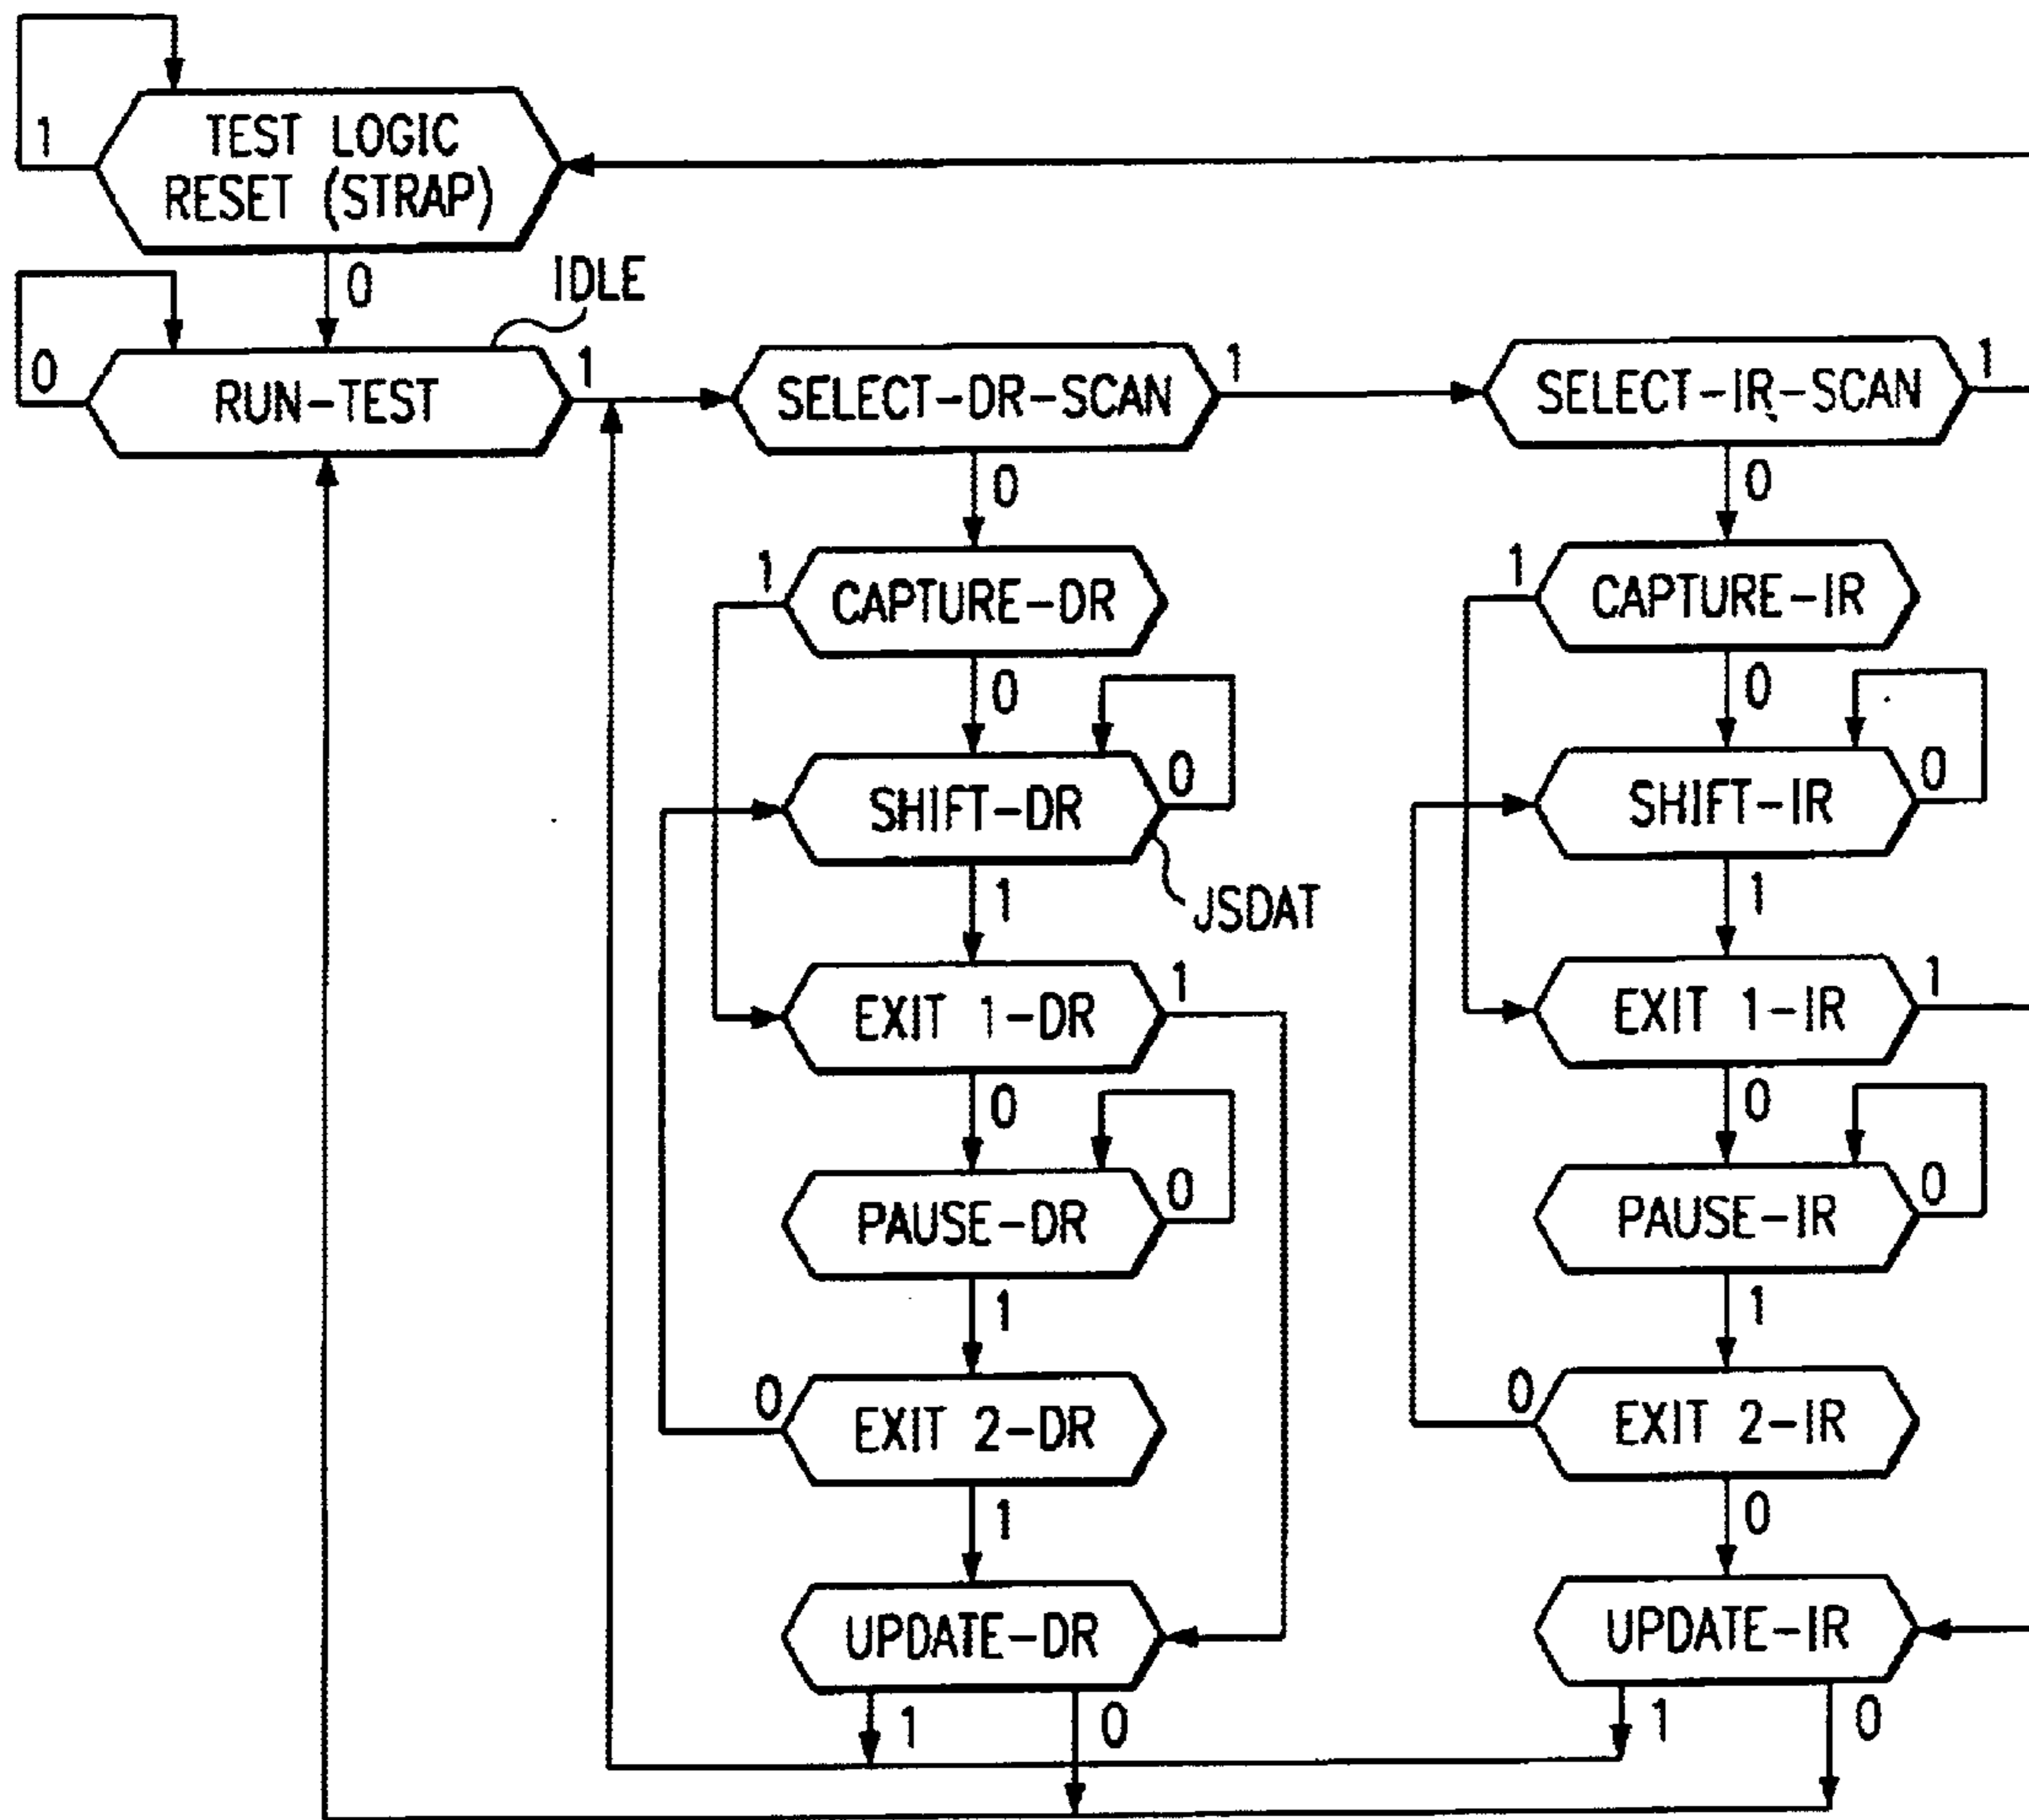 1
TEST LOGIC
RESET (STRAP)
0
IDLE
0
RUN-TEST
1
SELECT-DR-SCAN
1
SELECT-IR-SCAN
1
0
0
1
CAPTURE-DR
1
CAPTURE-IR
0
0
SHIFT-DR
0
SHIFT-IR
0
JSDAT
1
1
EXIT 1-DR
1
EXIT 1-IR
1
0
0
PAUSE-DR
0
PAUSE-IR
0
1
1
0
EXIT 2-DR
0
EXIT 2-IR
1
0
UPDATE-DR
UPDATE-IR
1
0
1
0